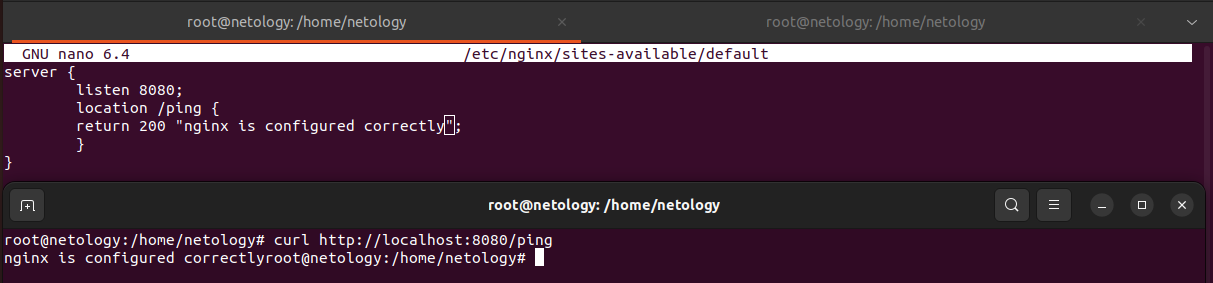 root@netology: /home/netology × root@netology: /home/netology ×
GNU nano 6.4 /etc/nginx/sites-available/default
server {
listen 8080;
location /ping {
return 200 "nginx is configured correctly";
}
}
root@netology: /home/netology
root@netology:/home/netology# curl http://localhost:8080/ping
nginx is configured correctlyroot@netology:/home/netology#